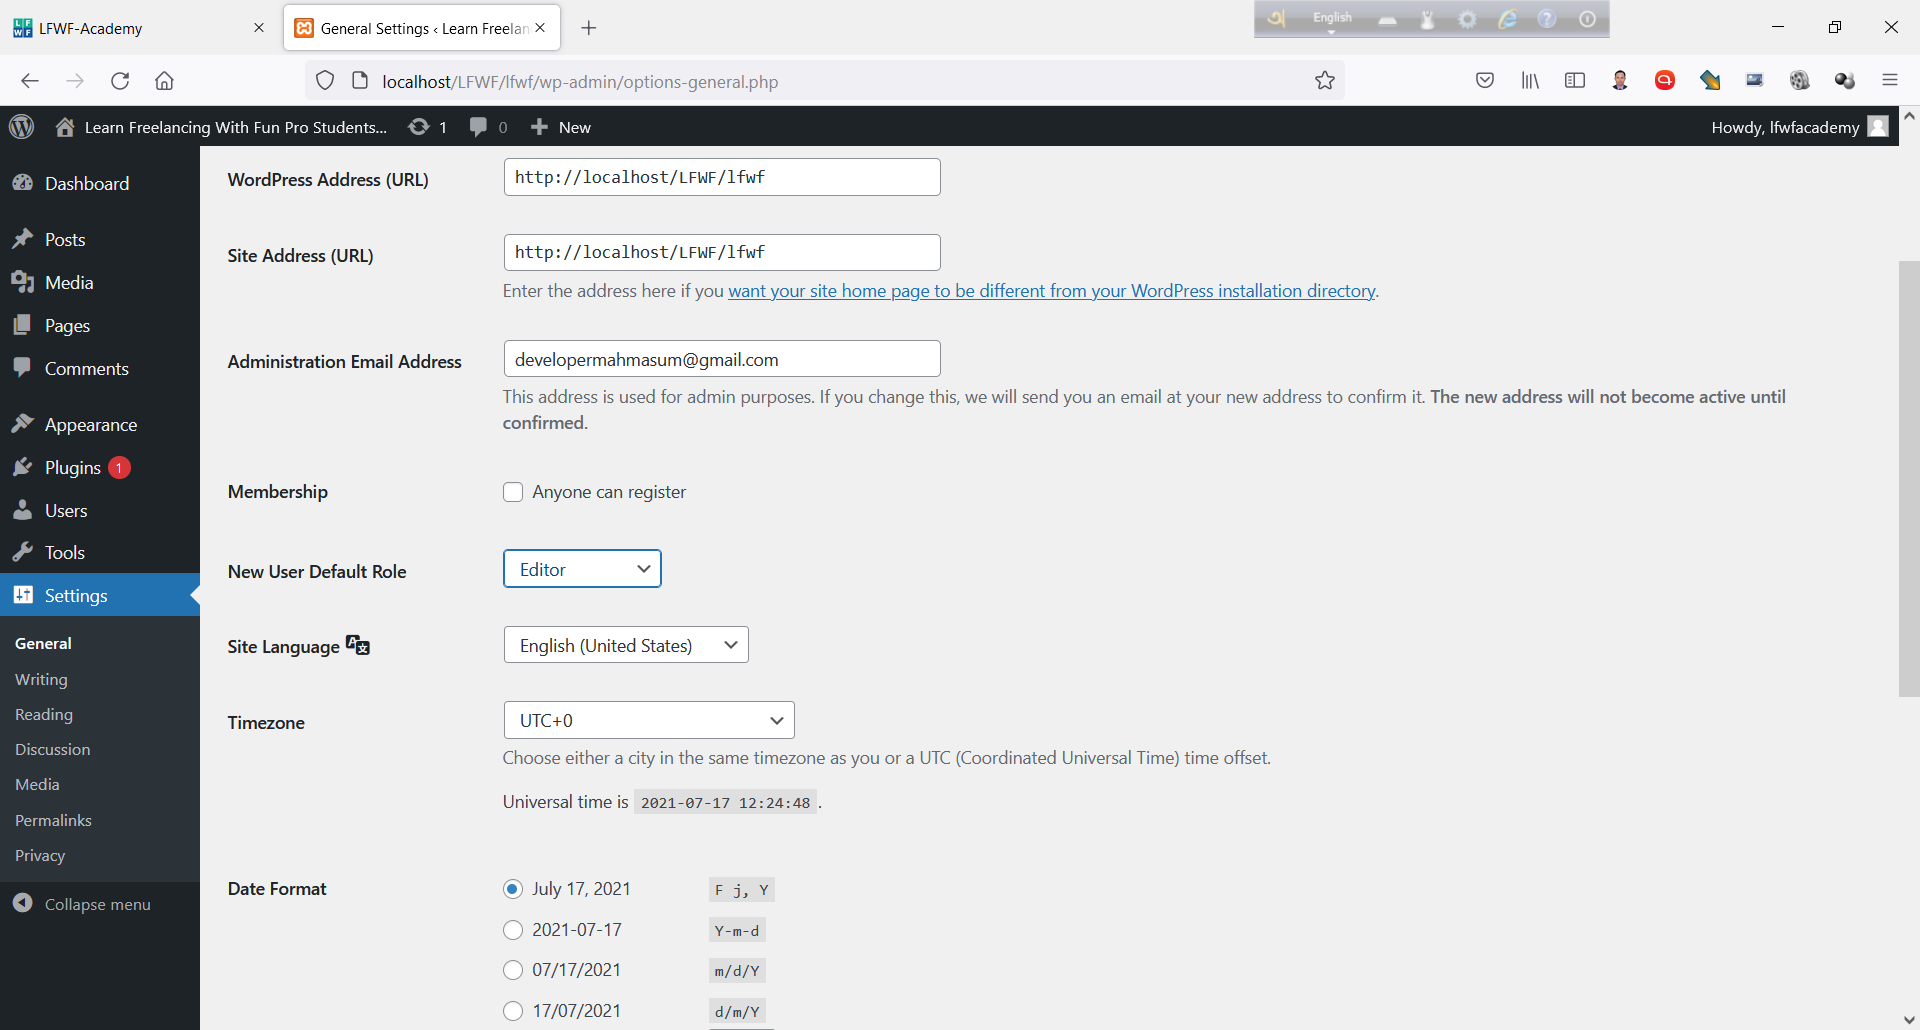 LFWF-Academy
General Settings ‹ Learn Freelan
English
localhost/LFWF/lfwf/wp-admin/options-general.php
Learn Freelancing With Fun Pro Students... 1 0 New
Howdy, lfwfacademy
Dashboard
Posts
Media
Pages
Comments
Appearance
Plugins 1
Users
Tools
Settings
General
Writing
Reading
Discussion
Media
Permalinks
Privacy
Collapse menu
WordPress Address (URL) http://localhost/LFWF/lfwf
Site Address (URL) http://localhost/LFWF/lfwf
Enter the address here if you want your site home page to be different from your WordPress installation directory.
Administration Email Address developermahmasum@gmail.com
This address is used for admin purposes. If you change this, we will send you an email at your new address to confirm it. The new address will not become active until
confirmed.
Membership Anyone can register
New User Default Role Editor
Site Language English (United States)
Timezone UTC+0
Choose either a city in the same timezone as you or a UTC (Coordinated Universal Time) time offset.
Universal time is 2021-07-17 12:24:48 .
Date Format July 17, 2021 F j, Y
2021-07-17 Y-m-d
07/17/2021 m/d/Y
17/07/2021 d/m/Y